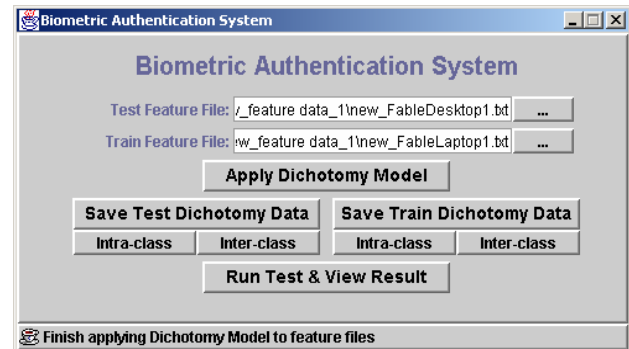 Biometric Authentication System
Biometric Authentication System
Test Feature File: /_feature data_1\new_FableDesktop1.txt ...
Train Feature File: :w_feature data_1\new_FableLaptop1.txt ...
Apply Dichotomy Model
Save Test Dichotomy Data Save Train Dichotomy Data
Intra-class Inter-class Intra-class Inter-class
Run Test & View Result
Finish applying Dichotomy Model to feature files